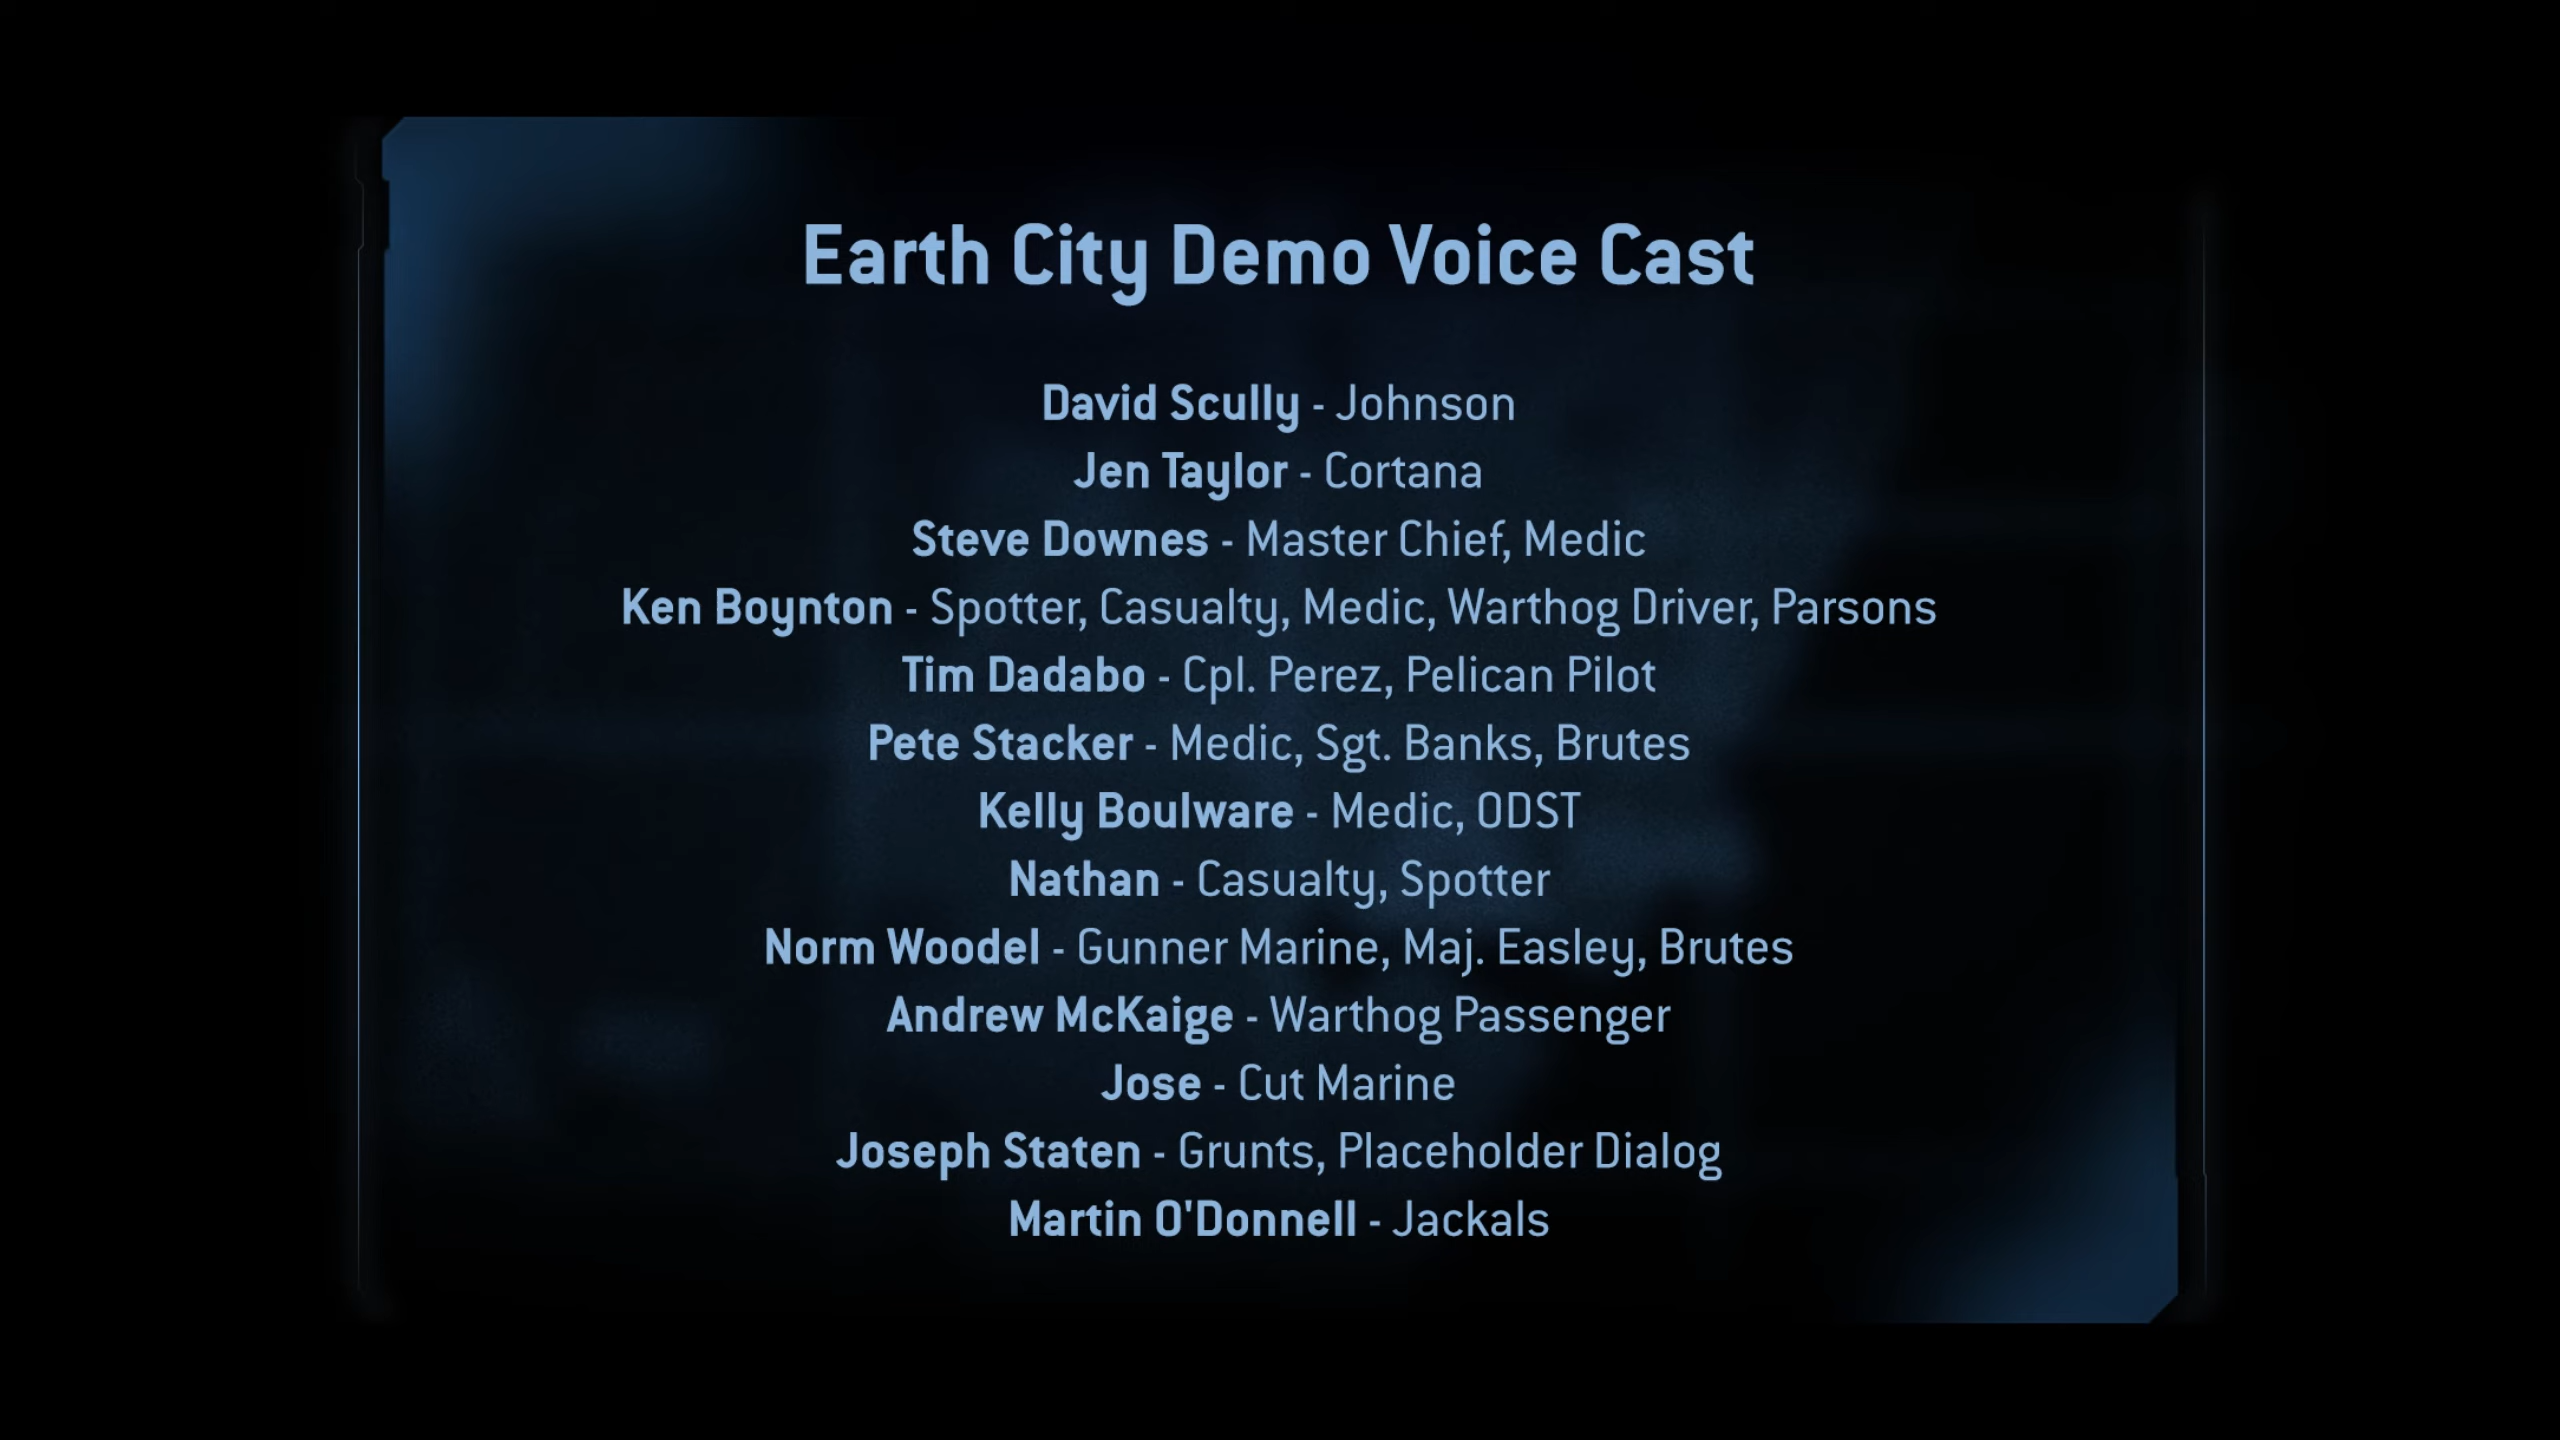 Earth City Demo Voice Cast
David Scully - Johnson
Jen Taylor - Cortana
Steve Downes - Master Chief, Medic
Ken Boynton - Spotter, Casualty, Medic, Warthog Driver, Parsons
Tim Dadabo - Cpl. Perez, Pelican Pilot
Pete Stacker - Medic, Sgt. Banks, Brutes
Kelly Boulware - Medic, ODST
Nathan - Casualty, Spotter
Norm Woodel - Gunner Marine, Maj. Easley, Brutes
Andrew McKaige - Warthog Passenger
Jose - Cut Marine
Joseph Staten - Grunts, Placeholder Dialog
Martin O'Donnell - Jackals